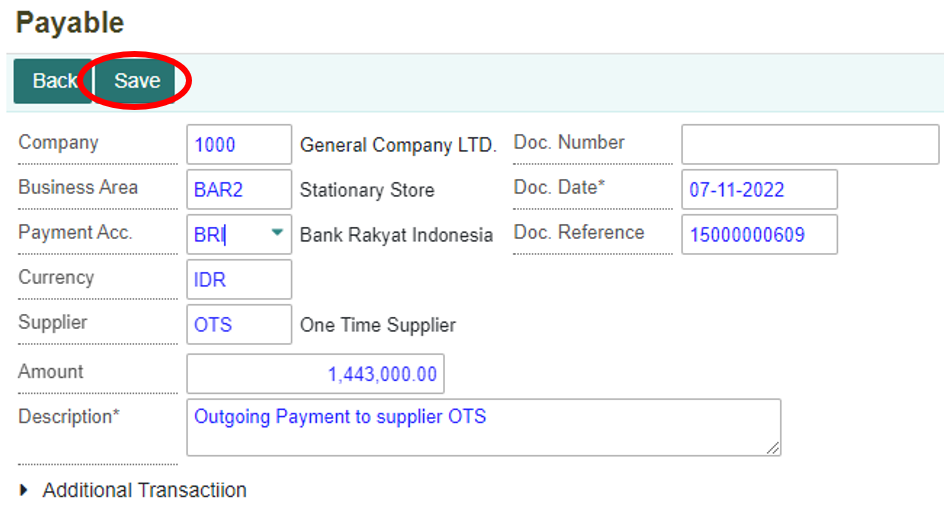 Payable
Back Save
Company 1000 General Company LTD. Doc. Number
Business Area BAR2 Stationary Store Doc. Date* 07-11-2022
Payment Acc. BRI Bank Rakyat Indonesia Doc. Reference 15000000609
Currency IDR
Supplier OTS One Time Supplier
Amount 1,443,000.00
Description* Outgoing Payment to supplier OTS
Additional Transactiion